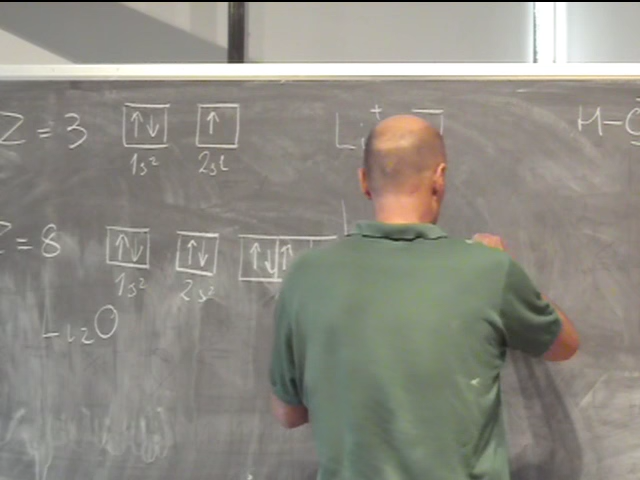 Z = 3 ↑↓ ↑ Li+ H-
1s² 2s¹
Z = 8 ↑↓ ↑↓ ↑↓ ↑
1s² 2s²
Li₂O